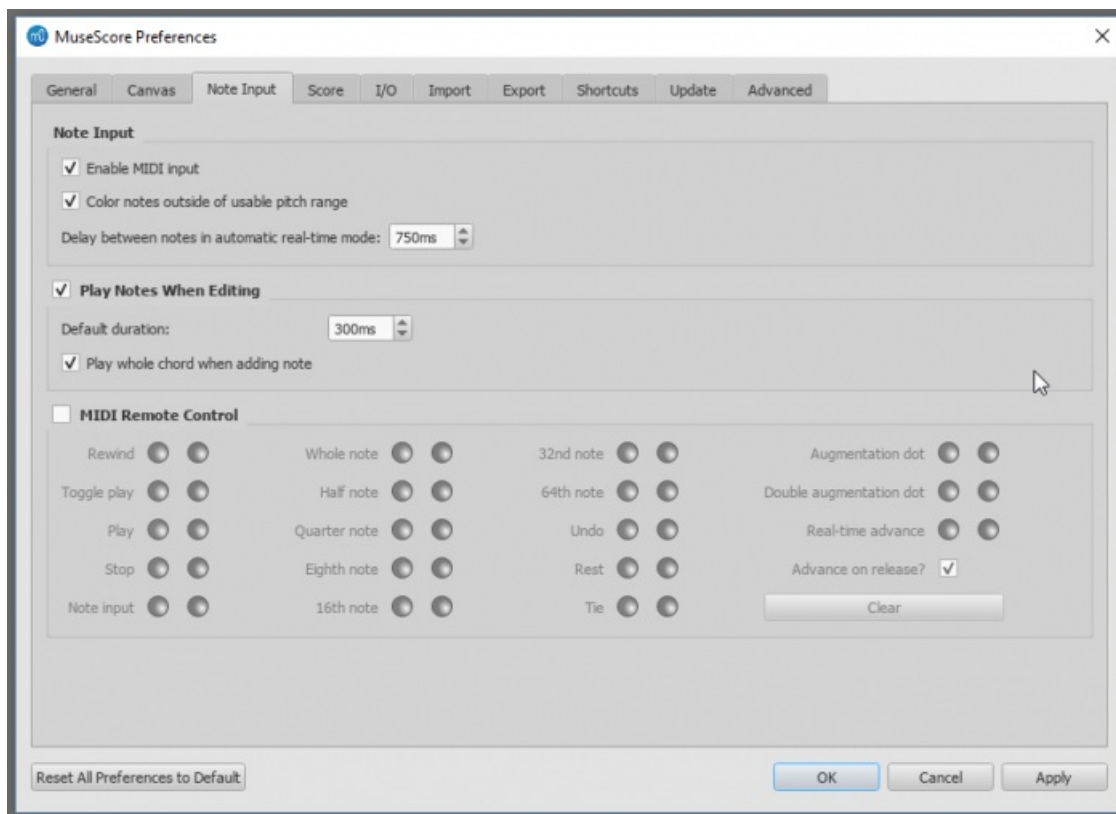 MuseScore Preferences
General Canvas Note Input Score I/O Import Export Shortcuts Update Advanced
Note Input
Enable MIDI input
Color notes outside of usable pitch range
Delay between notes in automatic real-time mode: 750ms
Play Notes When Editing
Default duration: 300ms
Play whole chord when adding note
MIDI Remote Control
Rewind Whole note 32nd note Augmentation dot
Toggle play Half note 64th note Double augmentation dot
Play Quarter note Undo Real-time advance
Stop Eighth note Rest Advance on release?
Note input 16th note Tie Clear
Reset All Preferences to Default OK Cancel Apply